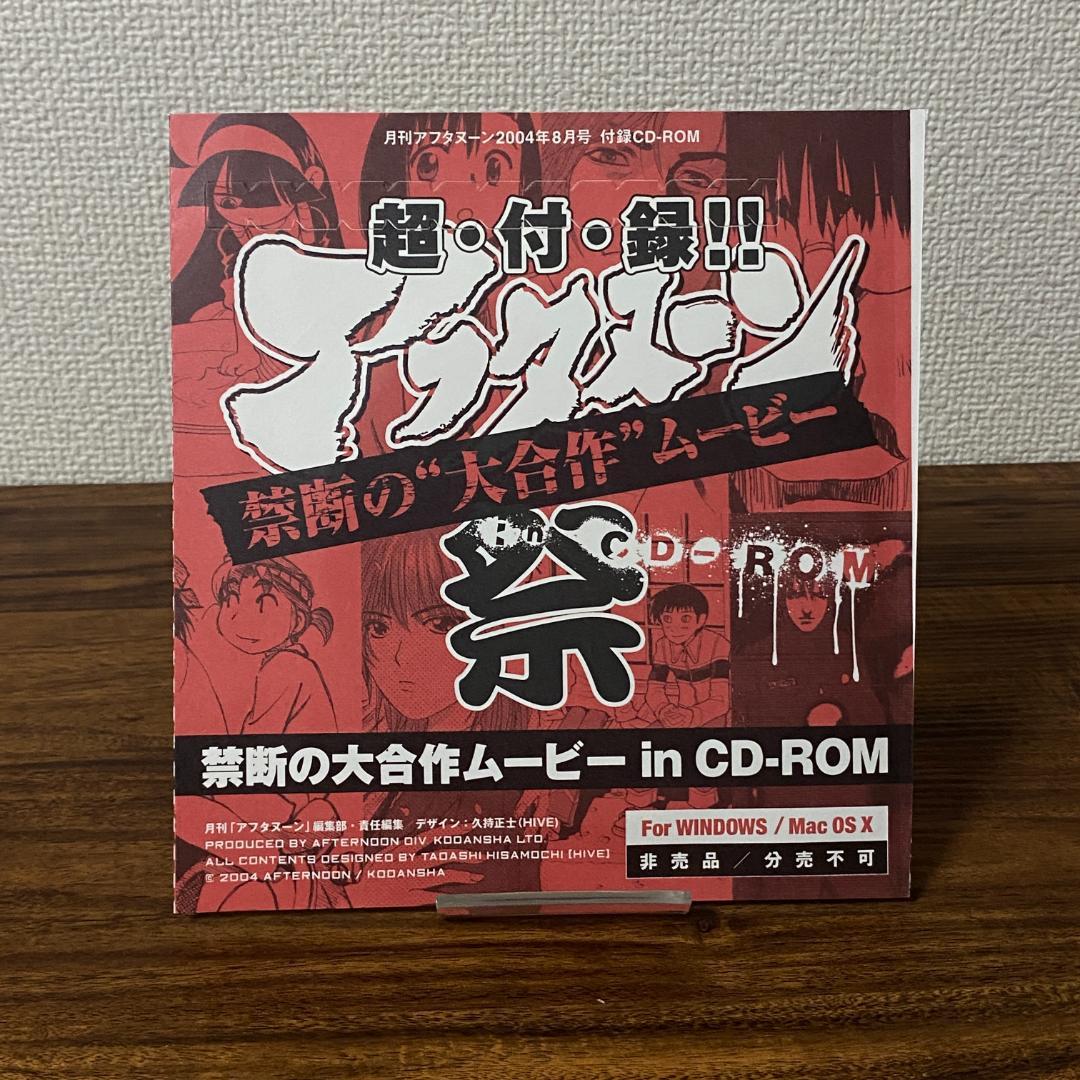 月刊アフタヌーン2004年8月号 付録CD-ROM
超・付・録!!
アフタヌーン
禁断の“大合作”ムービー
祭
in CD-ROM
禁断の大合作ムービー in CD-ROM
月刊「アフタヌーン」編集部・責任編集 デザイン：久持正士（HIVE）
PRODUCED BY AFTERNOON DIV. KODANSHA LTD.
ALL CONTENTS DESIGNED BY TADASHI HISAMOCHI [HIVE]
© 2004 AFTERNOON / KODANSHA
For WINDOWS / Mac OS X
非売品／分売不可